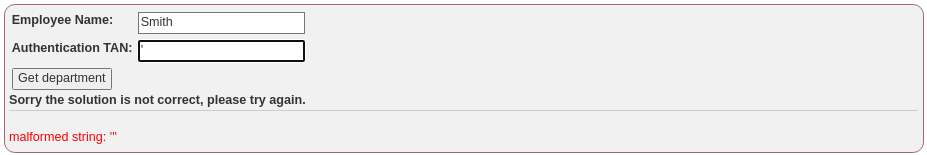 Employee Name: Smith
Authentication TAN: '
Get department
Sorry the solution is not correct, please try again.
malformed string: '''